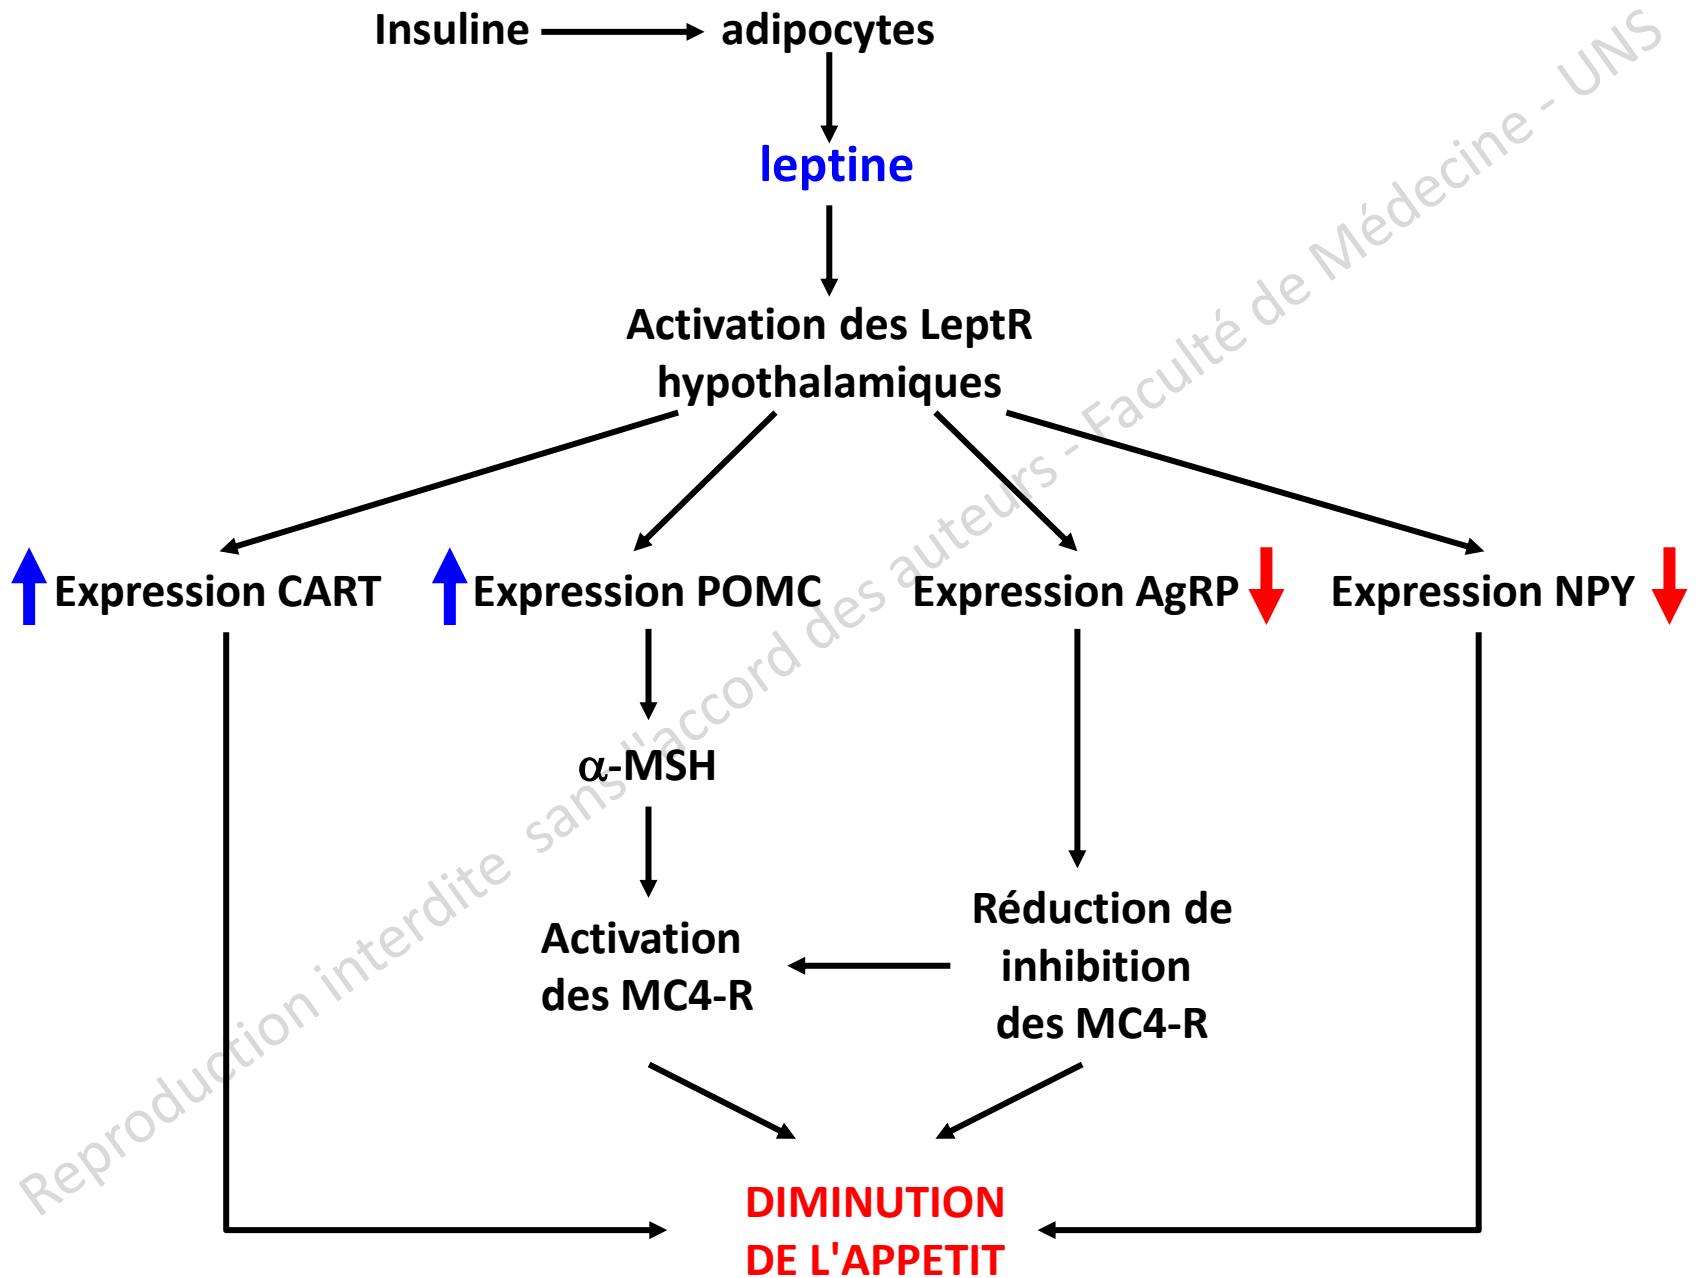 Insuline
adipocytes
leptine
Activation des LeptR
hypothalamiques
Expression CART
Expression POMC
Expression AgRP
Expression NPY
α-MSH
Activation
des MC4-R
Réduction de
inhibition
des MC4-R
DIMINUTION
DE L'APPETIT
Reproduction interdite sans l'accord des auteurs - Faculté de Médecine - UNS